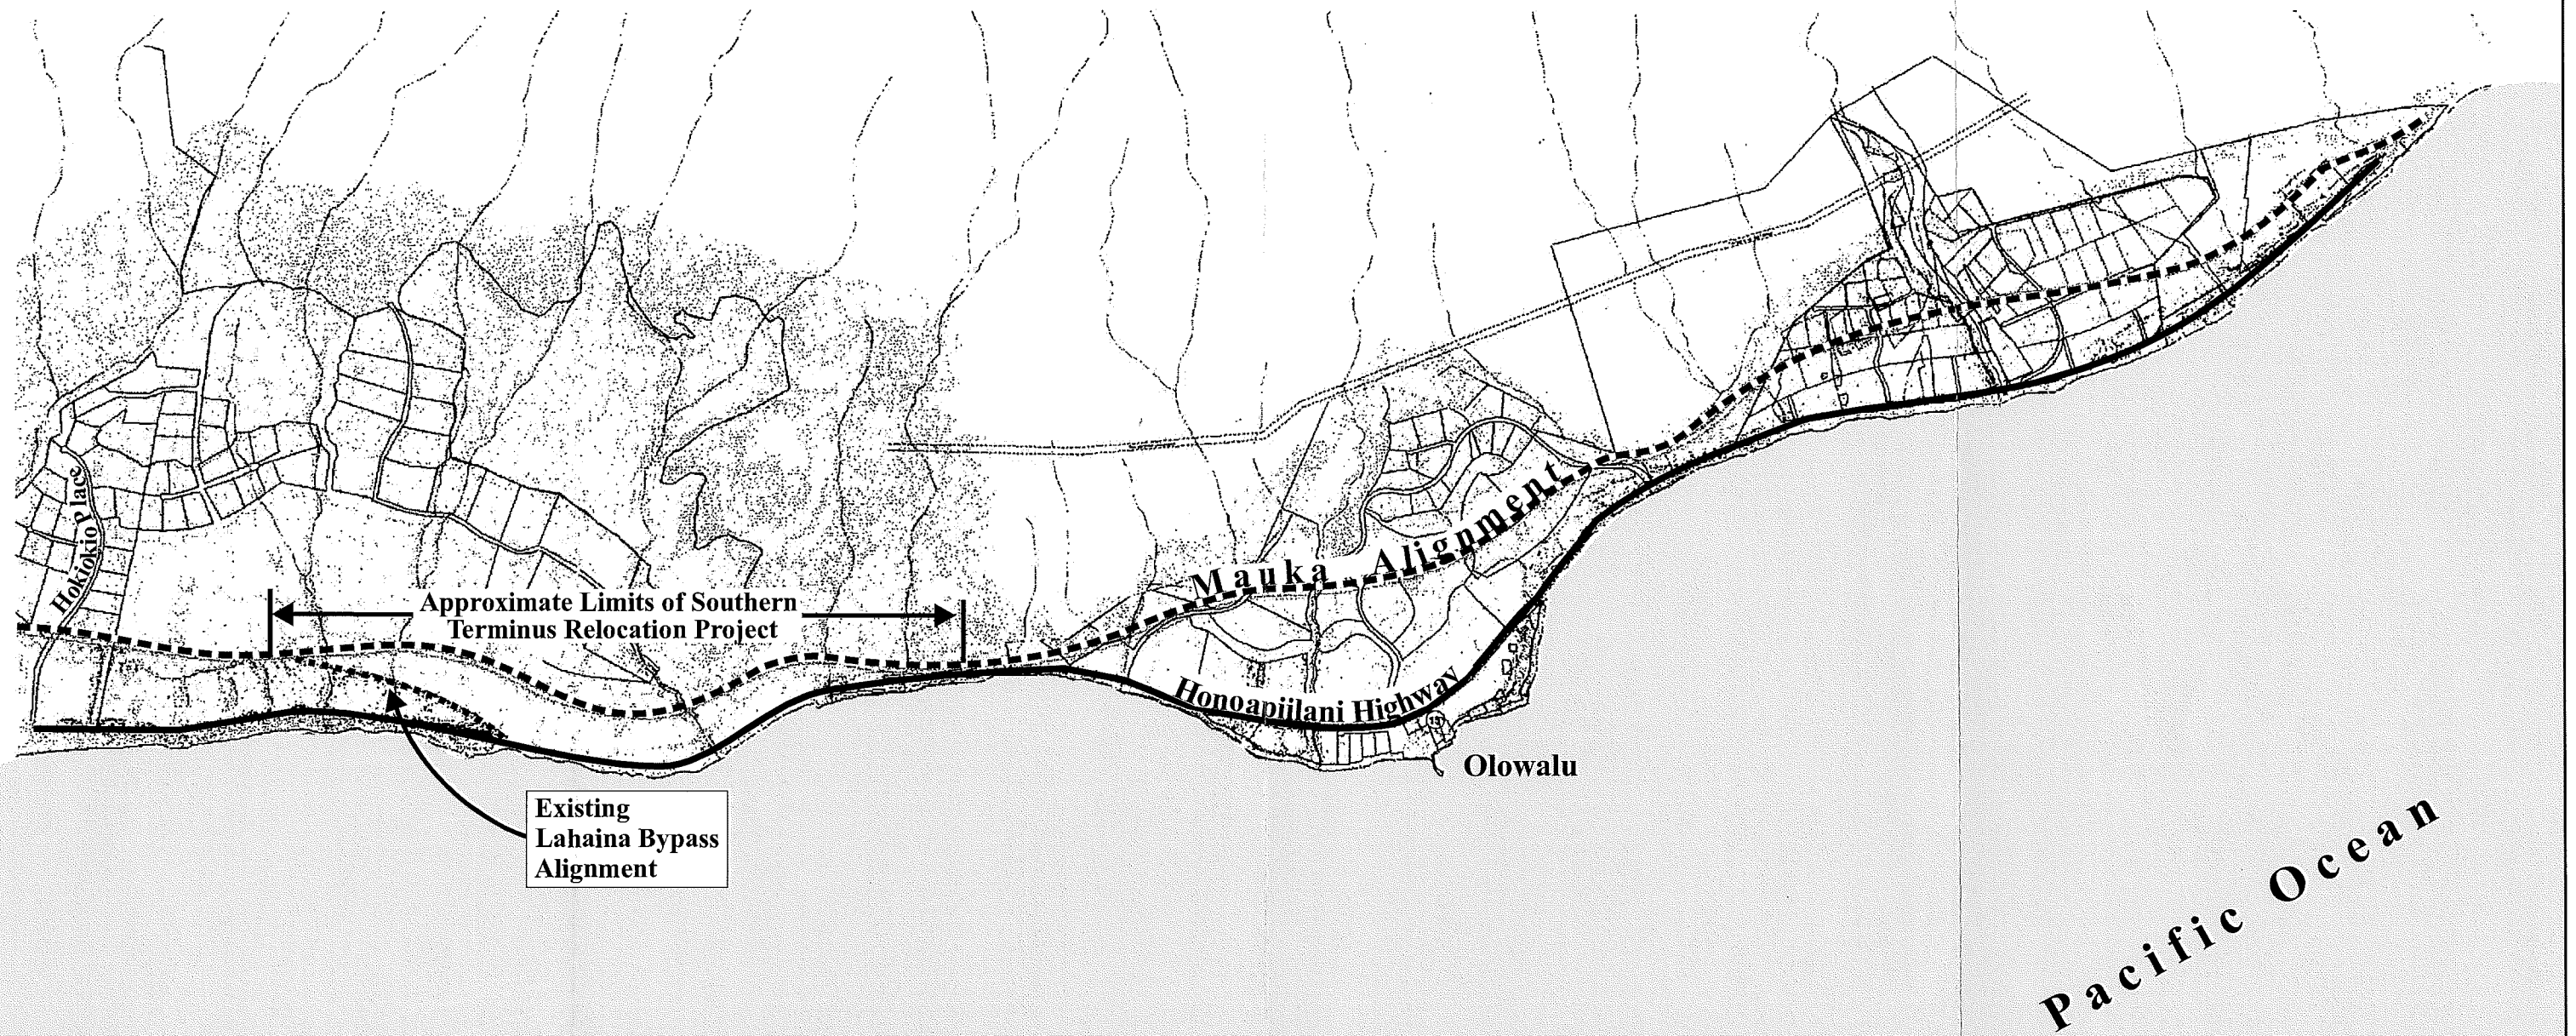 Hokiokio Place
Approximate Limits of Southern
Terminus Relocation Project
Mauka Alignment
Honoapiilani Highway
Olowalu
Existing
Lahaina Bypass
Alignment
Pacific Ocean